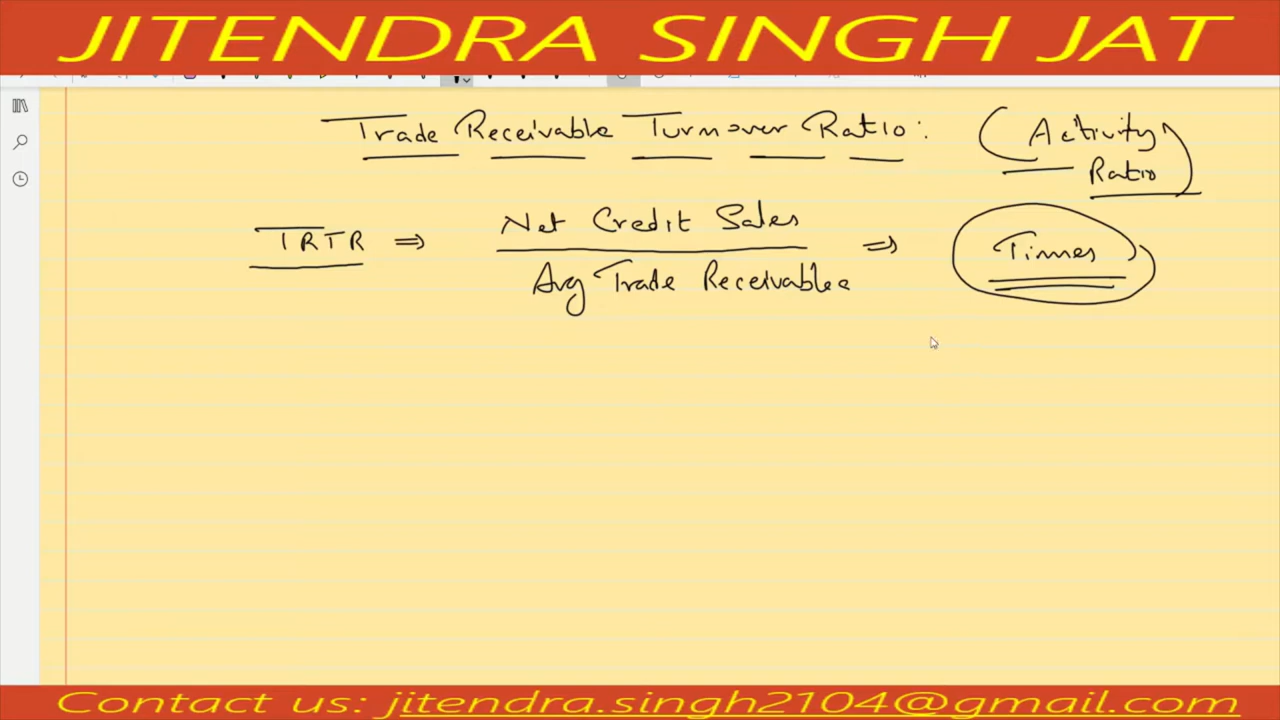 JITENDRA SINGH JAT
Trade Receivable Turnover Ratio: (Activity
Ratio)
TRTR ⇒ Net Credit Sales ⇒ Times
Avg Trade Receivables
Contact us: jitendra.singh2104@gmail.com